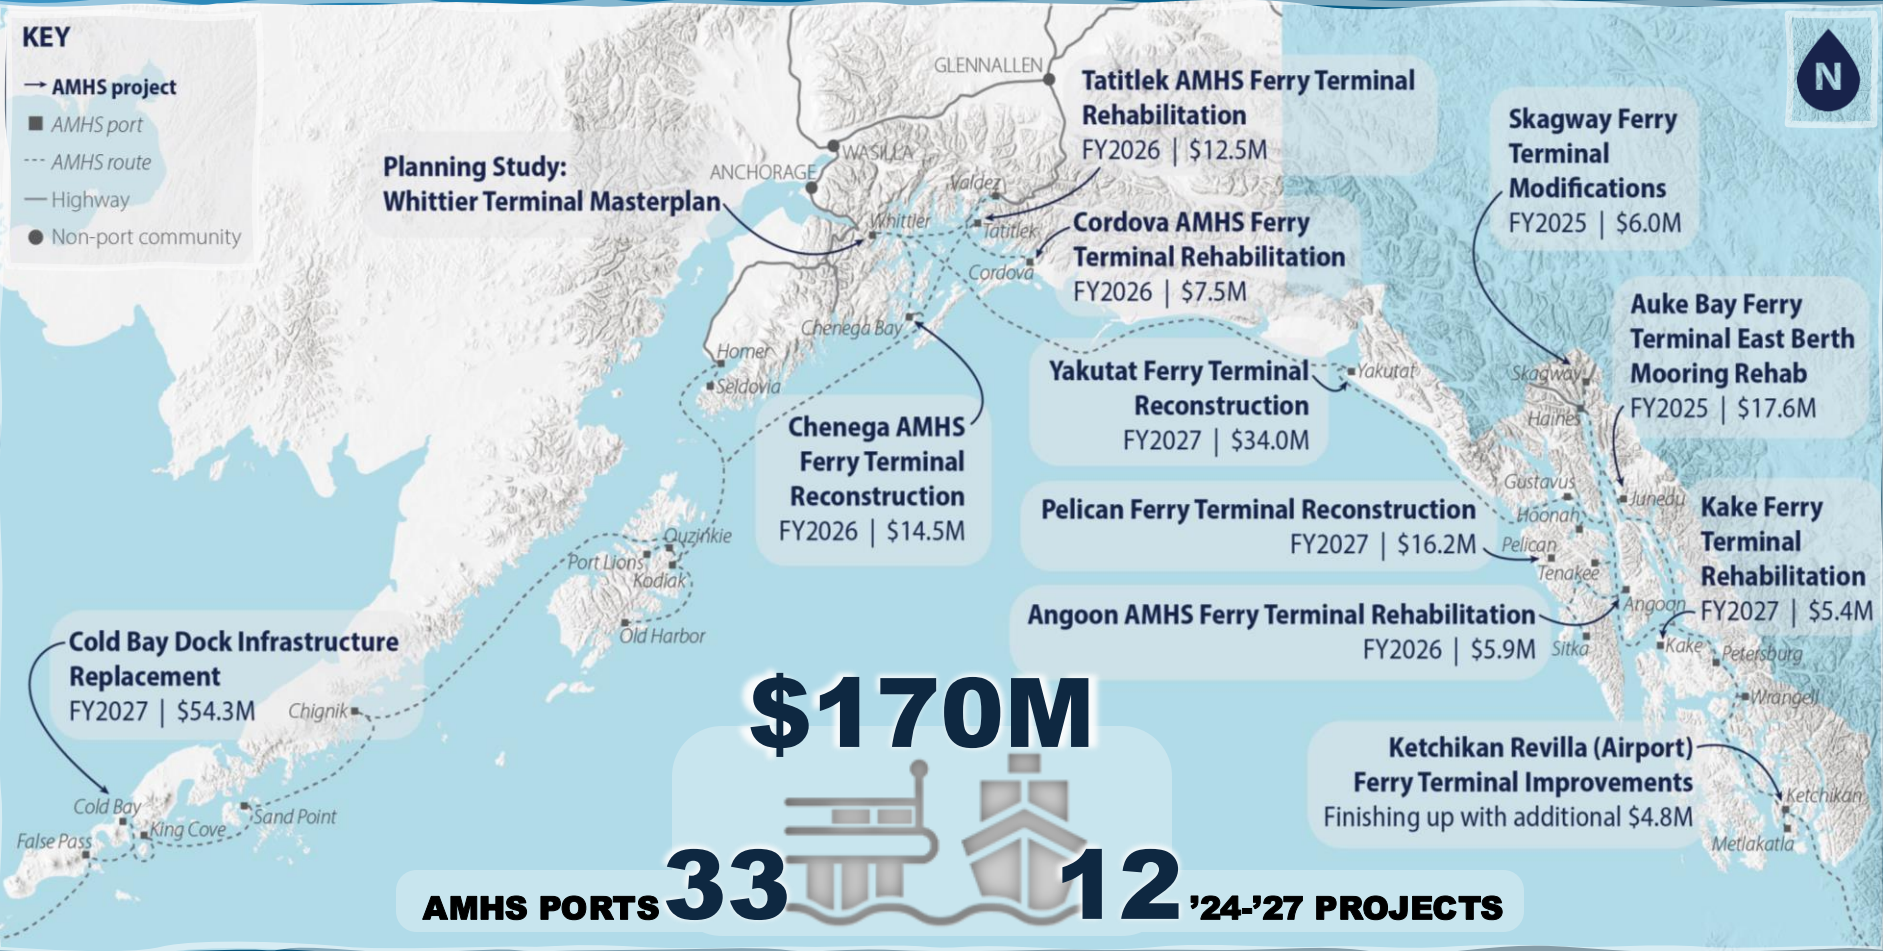 KEY
AMHS project
AMHS port
AMHS route
Highway
Non-port community
N
GLENNALLEN
WASILLA
ANCHORAGE
Valdez
Whittier
Tatitlek
Cordova
Chenega Bay
Homer
Seldovia
Ouzinkie
Port Lions
Kodiak
Old Harbor
Chignik
Sand Point
Cold Bay
King Cove
False Pass
Yakutat
Skagway
Haines
Gustavus
Juneau
Hoonah
Pelican
Tenakee
Angoon
Sitka
Kake
Petersburg
Wrangell
Ketchikan
Metlakatla
Planning Study:
Whittier Terminal Masterplan
Tatitlek AMHS Ferry Terminal
Rehabilitation
FY2026 | $12.5M
Cordova AMHS Ferry
Terminal Rehabilitation
FY2026 | $7.5M
Skagway Ferry
Terminal
Modifications
FY2025 | $6.0M
Auke Bay Ferry
Terminal East Berth
Mooring Rehab
FY2025 | $17.6M
Yakutat Ferry Terminal
Reconstruction
FY2027 | $34.0M
Chenega AMHS
Ferry Terminal
Reconstruction
FY2026 | $14.5M
Pelican Ferry Terminal Reconstruction
FY2027 | $16.2M
Kake Ferry
Terminal
Rehabilitation
FY2027 | $5.4M
Angoon AMHS Ferry Terminal Rehabilitation
FY2026 | $5.9M
Cold Bay Dock Infrastructure
Replacement
FY2027 | $54.3M
Ketchikan Revilla (Airport)
Ferry Terminal Improvements
Finishing up with additional $4.8M
$170M
AMHS PORTS 33
12 ’24-’27 PROJECTS